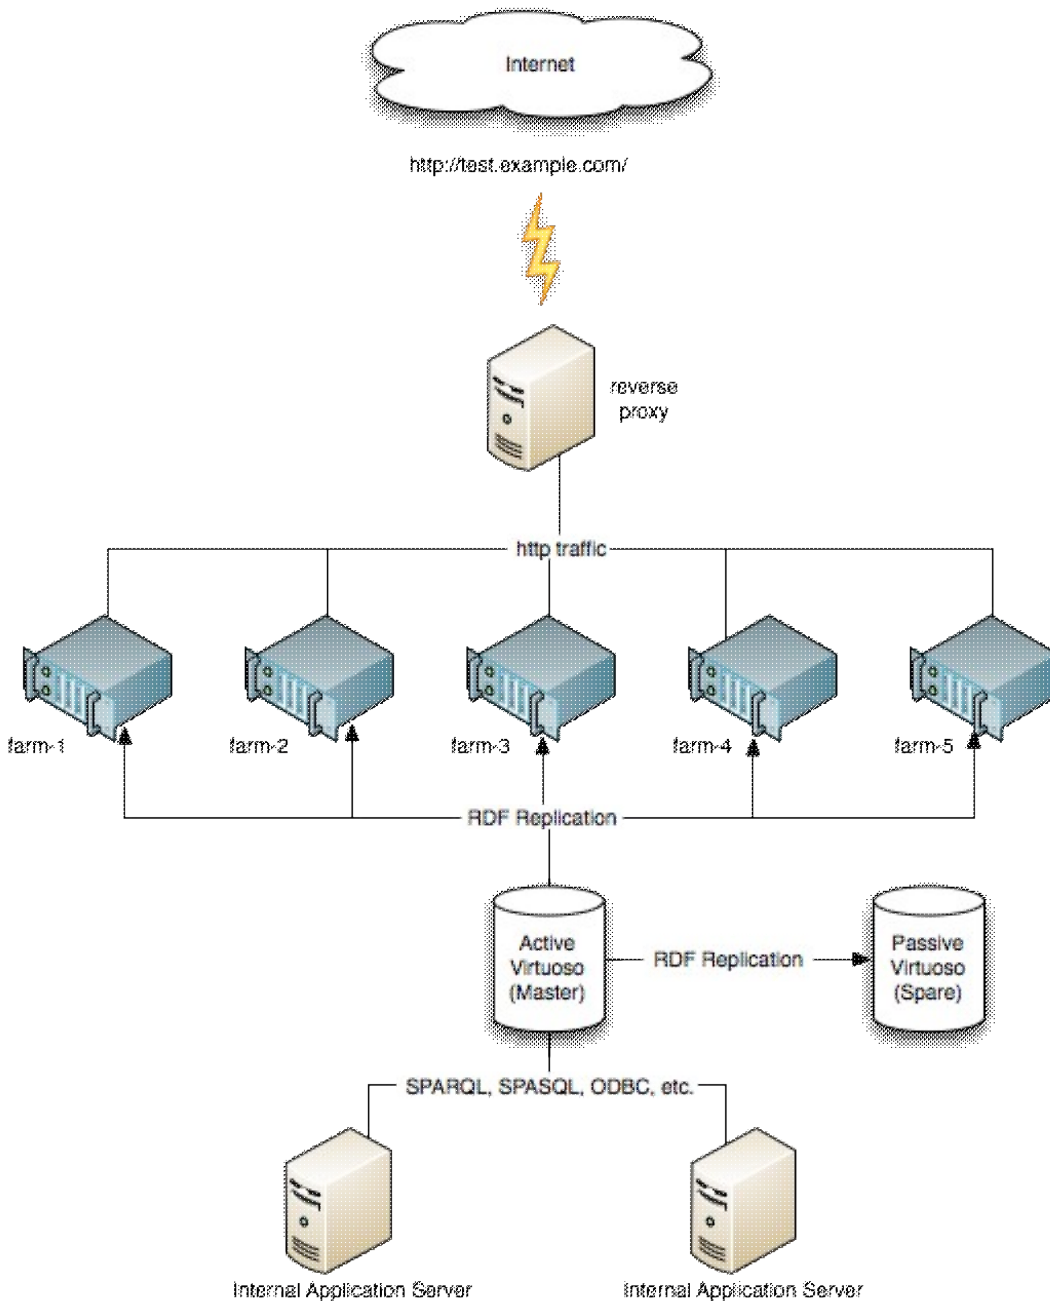 Internet
http://test.example.com/
reverse
proxy
http traffic
farm-1
farm-2
farm-3
farm-4
farm-5
RDF Replication
Active
Virtuoso
(Master)
RDF Replication
Passive
Virtuoso
(Spare)
SPARQL, SPASQL, ODBC, etc.
Internal Application Server
Internal Application Server